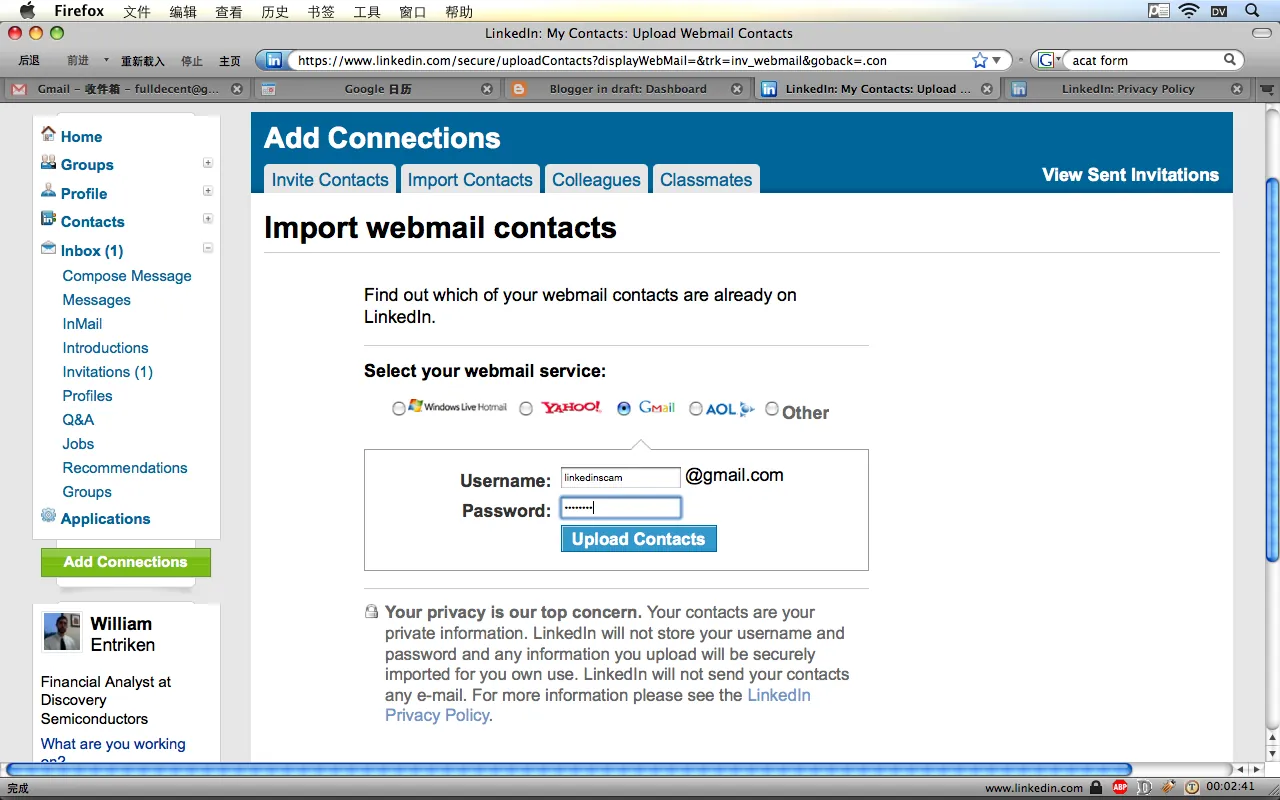 Firefox 文件 编辑 查看 历史 书签 工具 窗口 帮助 DV
LinkedIn: My Contacts: Upload Webmail Contacts
后退 前进 重新载入 停止 主页 in https://www.linkedin.com/secure/uploadContacts?displayWebMail=&trk=inv_webmail&goback=.con G acat form
Gmail - 收件箱 - fulldecent@g... Google 日历 Blogger in draft: Dashboard in LinkedIn: My Contacts: Upload ... in LinkedIn: Privacy Policy
Home
Groups
Profile
Contacts
Inbox (1)
Compose Message
Messages
InMail
Introductions
Invitations (1)
Profiles
Q&A
Jobs
Recommendations
Groups
Applications
Add Connections
William
Entriken
Financial Analyst at
Discovery
Semiconductors
What are you working
on?
Add Connections
Invite Contacts Import Contacts Colleagues Classmates View Sent Invitations
Import webmail contacts
Find out which of your webmail contacts are already on
LinkedIn.
Select your webmail service:
Windows Live Hotmail YAHOO! Gmail AOL Other
Username: linkedinscam @gmail.com
Password: ••••••••
Upload Contacts
Your privacy is our top concern. Your contacts are your
private information. LinkedIn will not store your username and
password and any information you upload will be securely
imported for you own use. LinkedIn will not send your contacts
any e-mail. For more information please see the LinkedIn
Privacy Policy.
完成 www.linkedin.com ABP 00:02:41